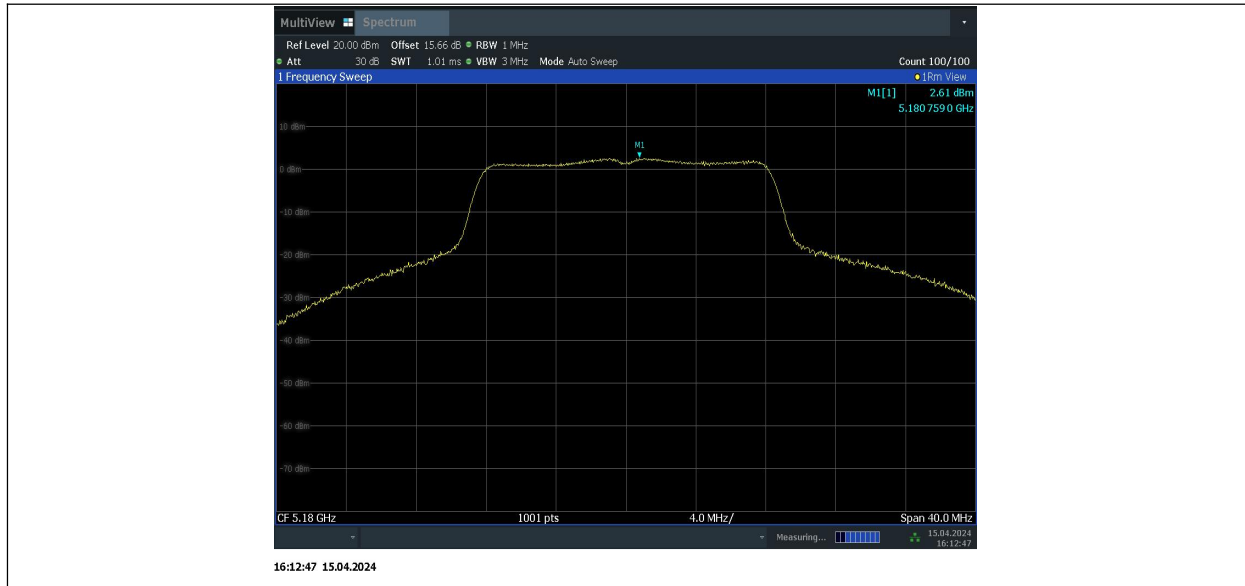 MultiView Spectrum
Ref Level 20.00 dBm Offset 15.66 dB RBW 1 MHz
Att 30 dB SWT 1.01 ms VBW 3 MHz Mode Auto Sweep Count 100/100
1 Frequency Sweep 1Rm View
M1[1] 2.61 dBm
5.180 759 0 GHz
10 dBm
M1
0 dBm
-10 dBm
-20 dBm
-30 dBm
-40 dBm
-50 dBm
-60 dBm
-70 dBm
CF 5.18 GHz 1001 pts 4.0 MHz/ Span 40.0 MHz
Measuring... 15.04.2024
16:12:47
16:12:47 15.04.2024